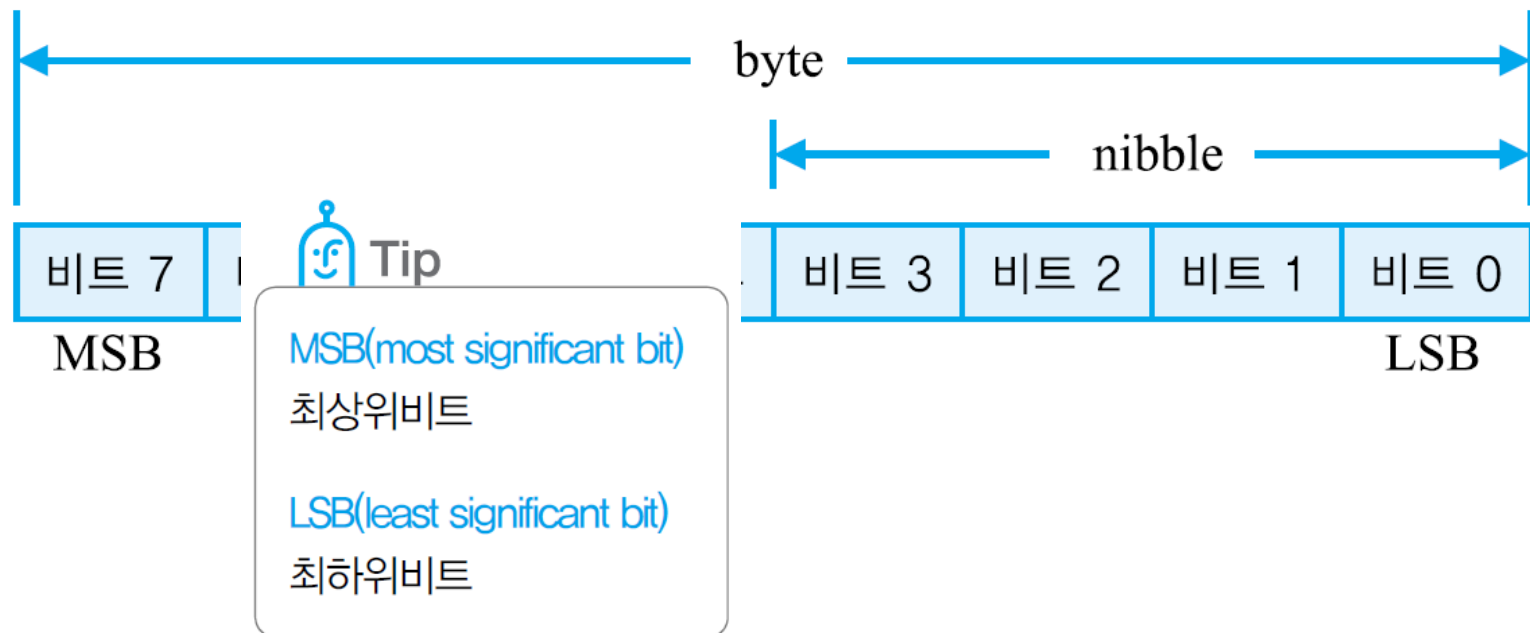 byte
nibble
비트 7
비트 3
비트 2
비트 1
비트 0
MSB
LSB
Tip
MSB(most significant bit)
최상위비트
LSB(least significant bit)
최하위비트